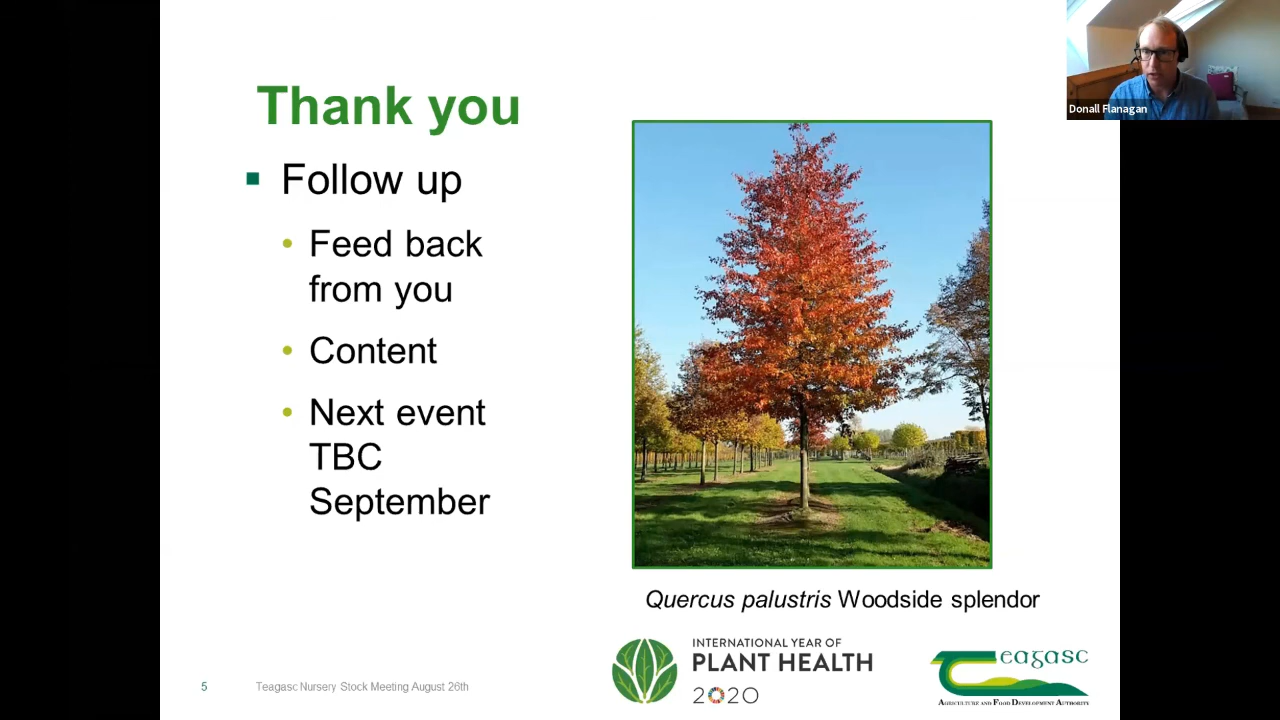 Thank you
Follow up
Feed back
from you
Content
Next event
TBC
September
Donall Flanagan
Quercus palustris Woodside splendor
INTERNATIONAL YEAR OF
PLANT HEALTH
2020
Teagasc
AGRICULTURE AND FOOD DEVELOPMENT AUTHORITY
5
Teagasc Nursery Stock Meeting August 26th